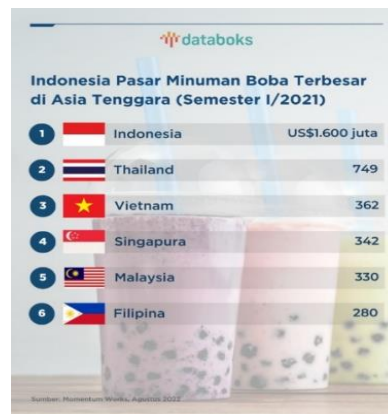 databoks
Indonesia Pasar Minuman Boba Terbesar
di Asia Tenggara (Semester I/2021)
1 Indonesia US$1.600 juta
2 Thailand 749
3 Vietnam 362
4 Singapura 342
5 Malaysia 330
6 Filipina 280
Sumber: Momentum Works, Agustus 2022